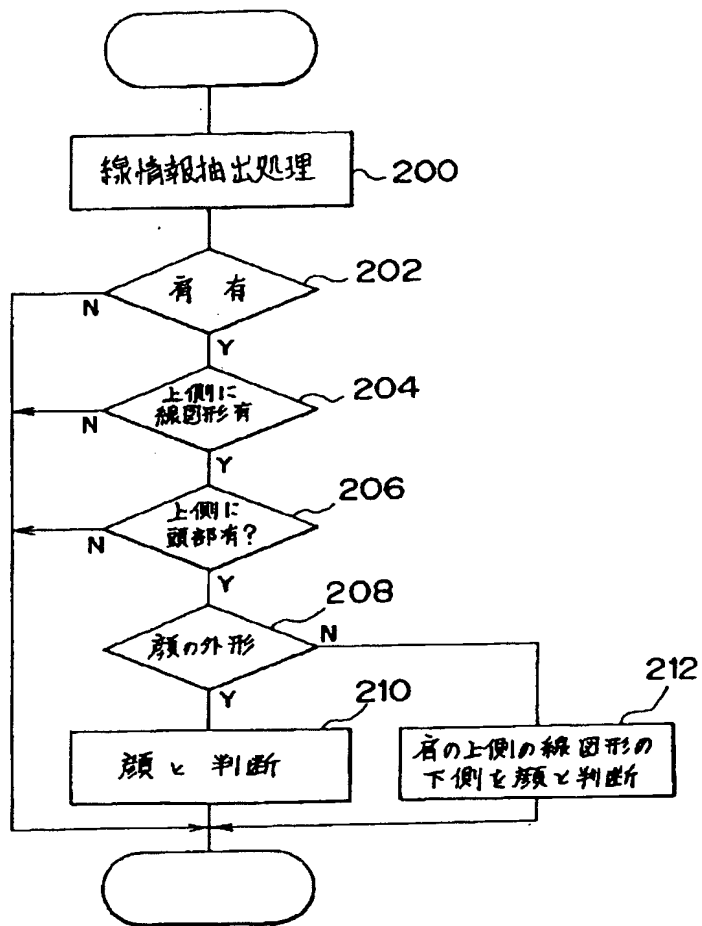 線情報抽出処理
200
肩有
202
N
Y
上側に
線図形有
204
N
Y
上側に
頭部有?
206
N
Y
顔の外形
208
N
Y
顔と判断
210
肩の上側の線図形の
下側を顔と判断
212